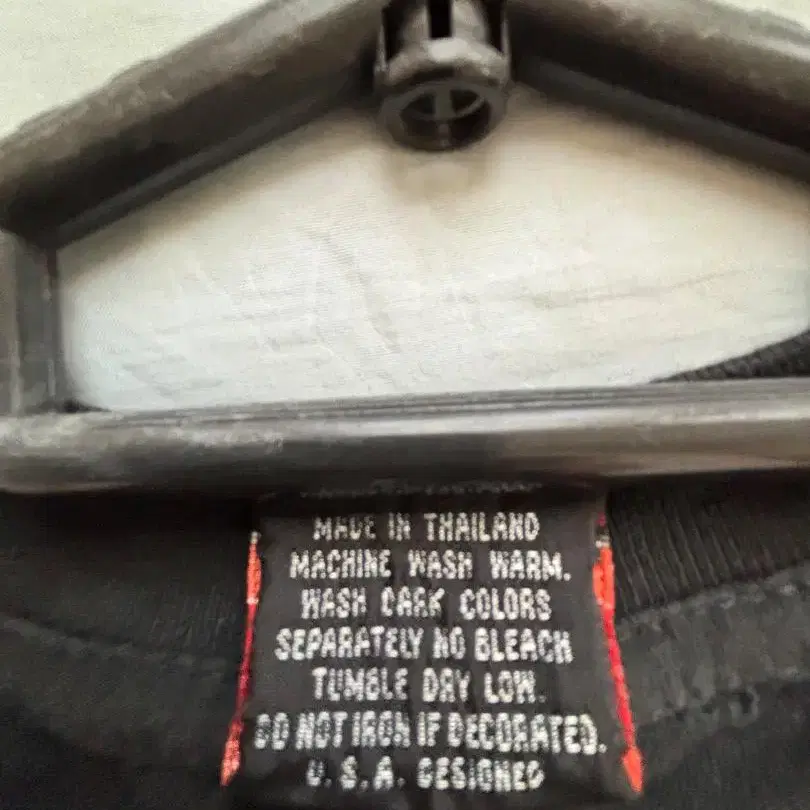 MADE IN THAILAND
MACHINE WASH WARM.
WASH DARK COLORS
SEPARATELY NO BLEACH
TUMBLE DRY LOW.
DO NOT IRON IF DECORATED.
U.S.A. DESIGNED